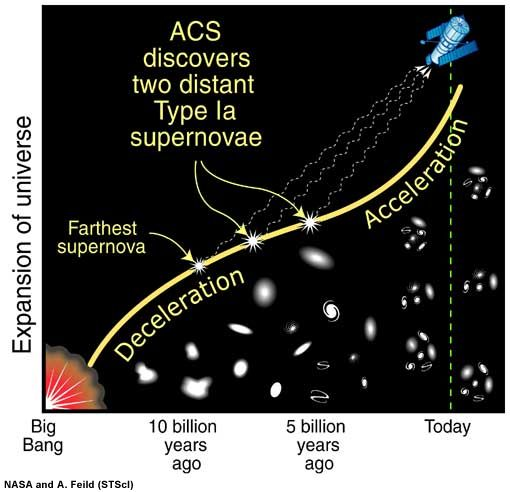 ACS
discovers
two distant
Type Ia
supernovae
Farthest
supernova
Deceleration
Acceleration
Expansion of universe
Big
Bang
10 billion
years
ago
5 billion
years
ago
Today
NASA and A. Feild (STScI)